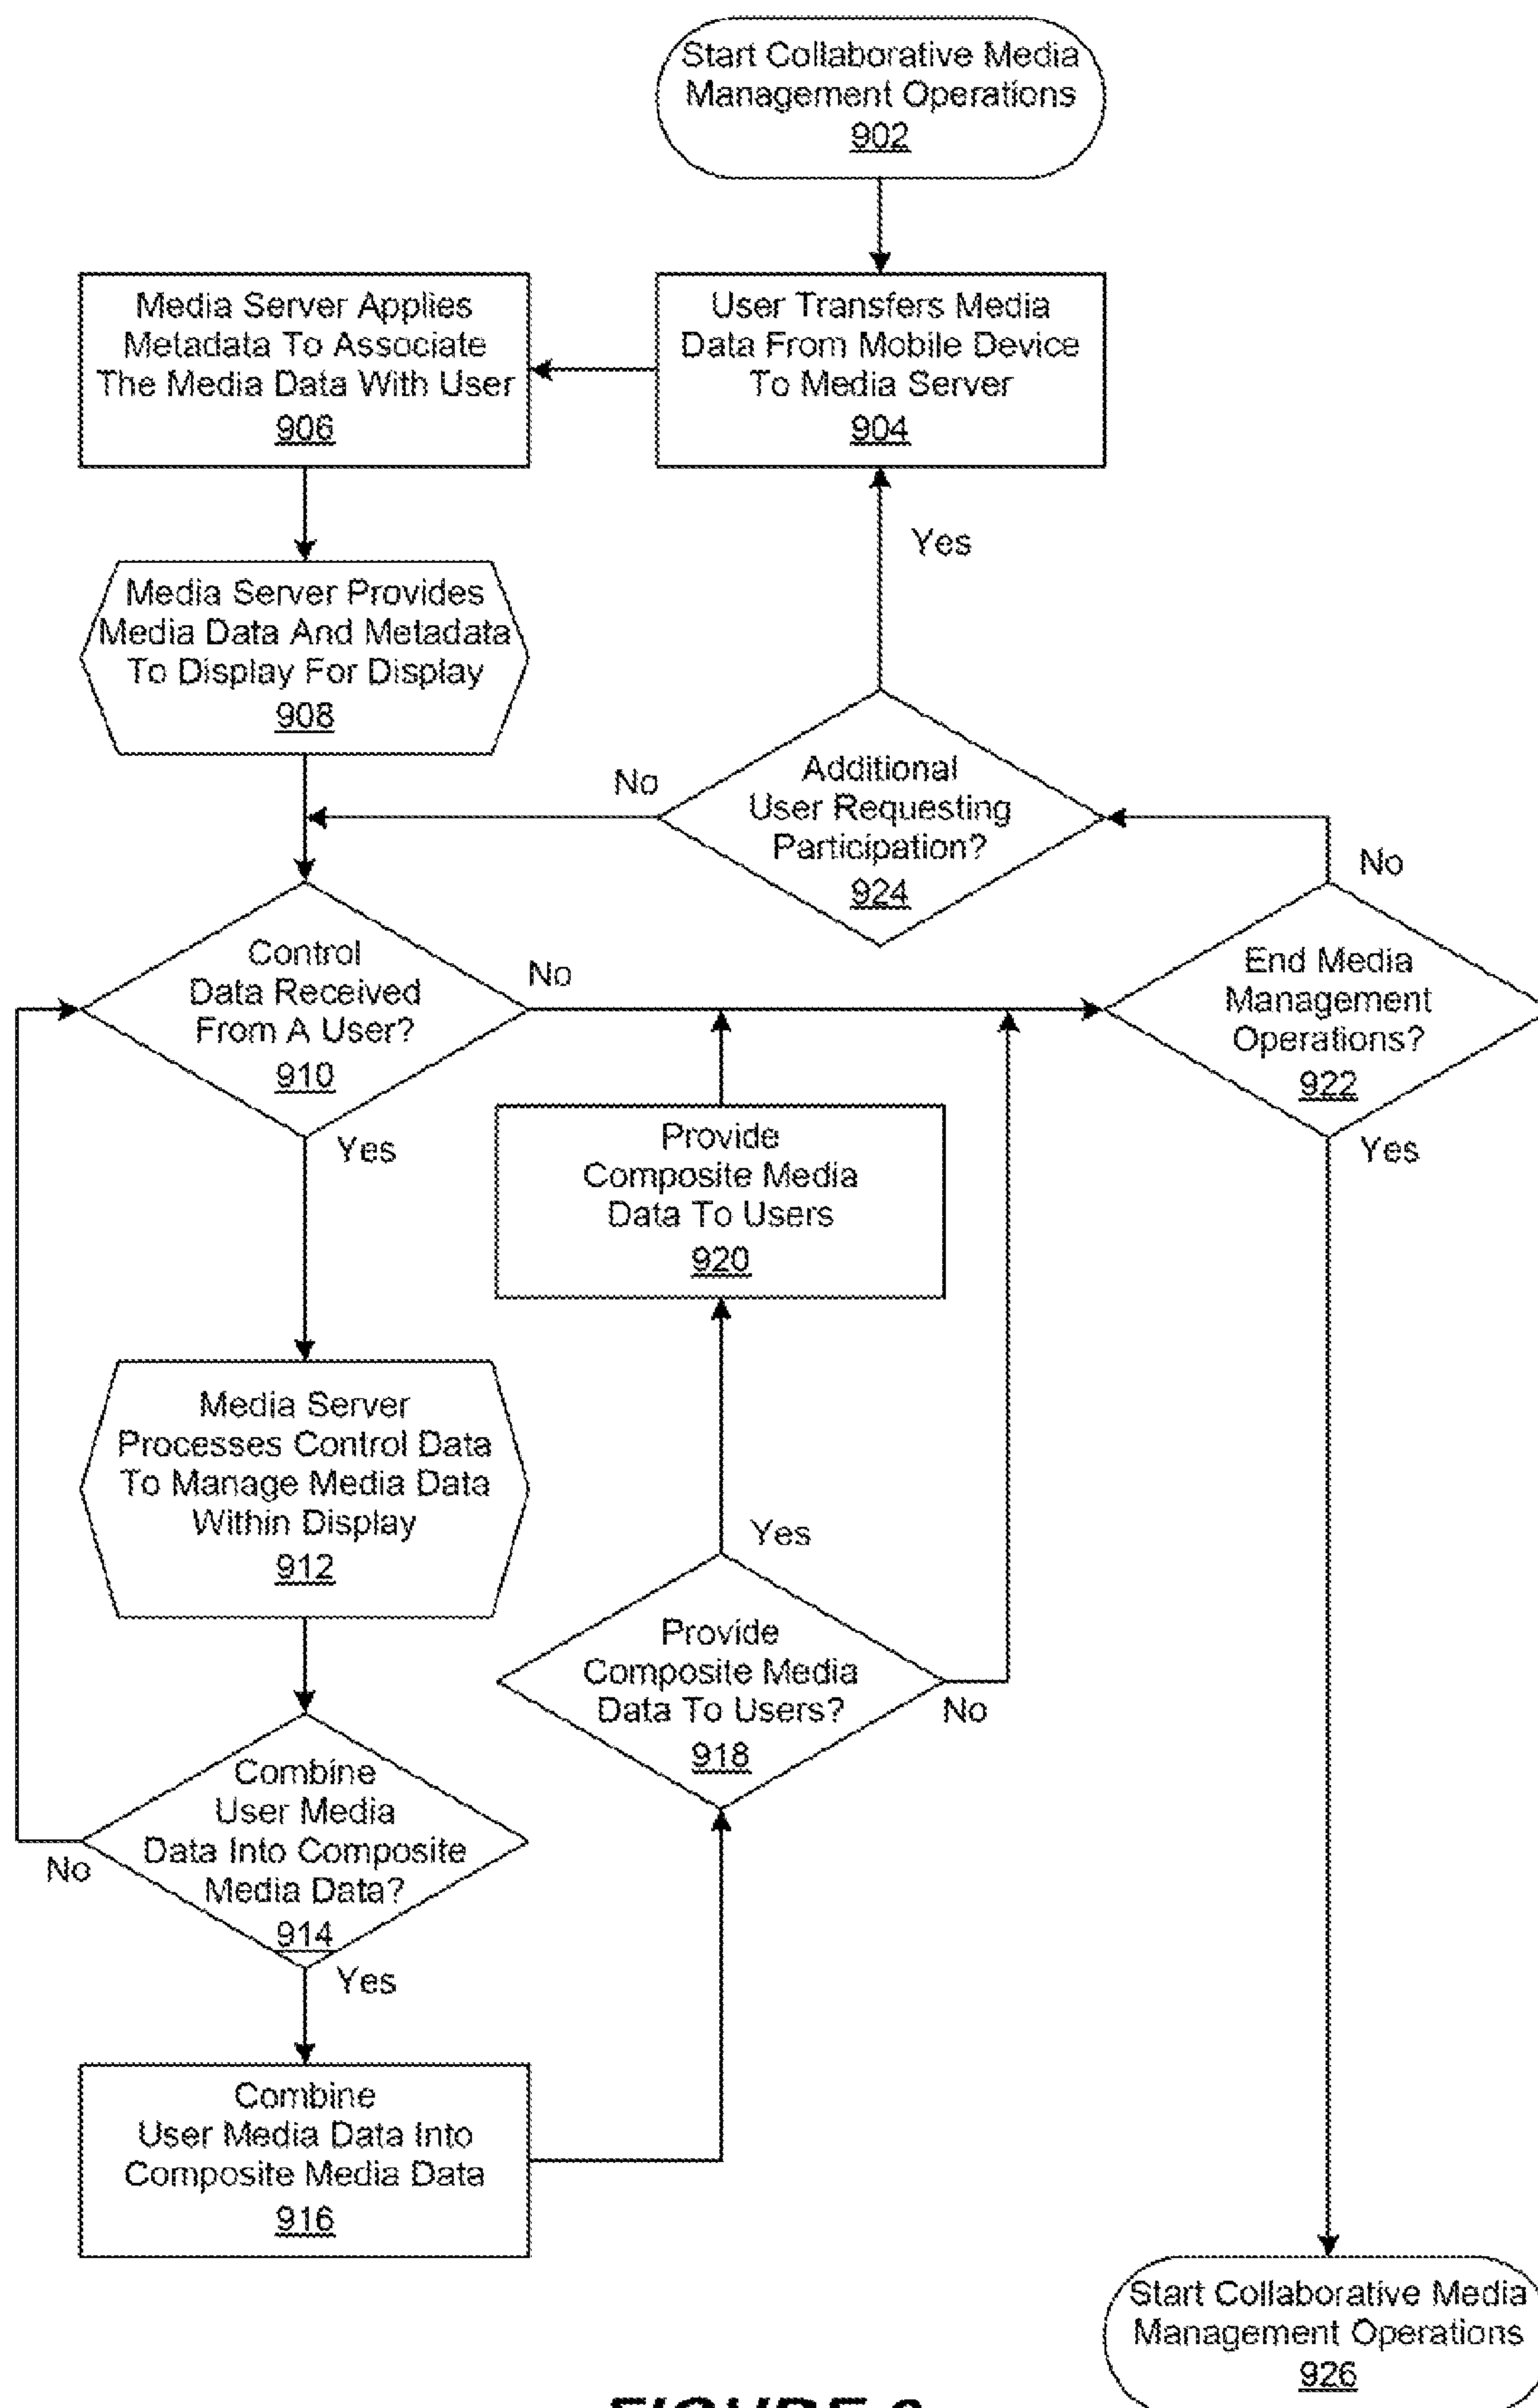 Start Collaborative Media
Management Operations
902
Media Server Applies
Metadata To Associate
The Media Data With User
906
User Transfers Media
Data From Mobile Device
To Media Server
904
Yes
Media Server Provides
Media Data And Metadata
To Display For Display
908
No
Additional
User Requesting
Participation?
924
No
Control
Data Received
From A User?
910
No
Yes
End Media
Management
Operations?
922
Yes
Provide
Composite Media
Data To Users
920
Media Server
Processes Control Data
To Manage Media Data
Within Display
912
Yes
Provide
Composite Media
Data To Users?
918
No
Combine
User Media
Data Into Composite
Media Data?
914
No
Yes
Combine
User Media Data Into
Composite Media Data
916
Start Collaborative Media
Management Operations
926
FIGURE